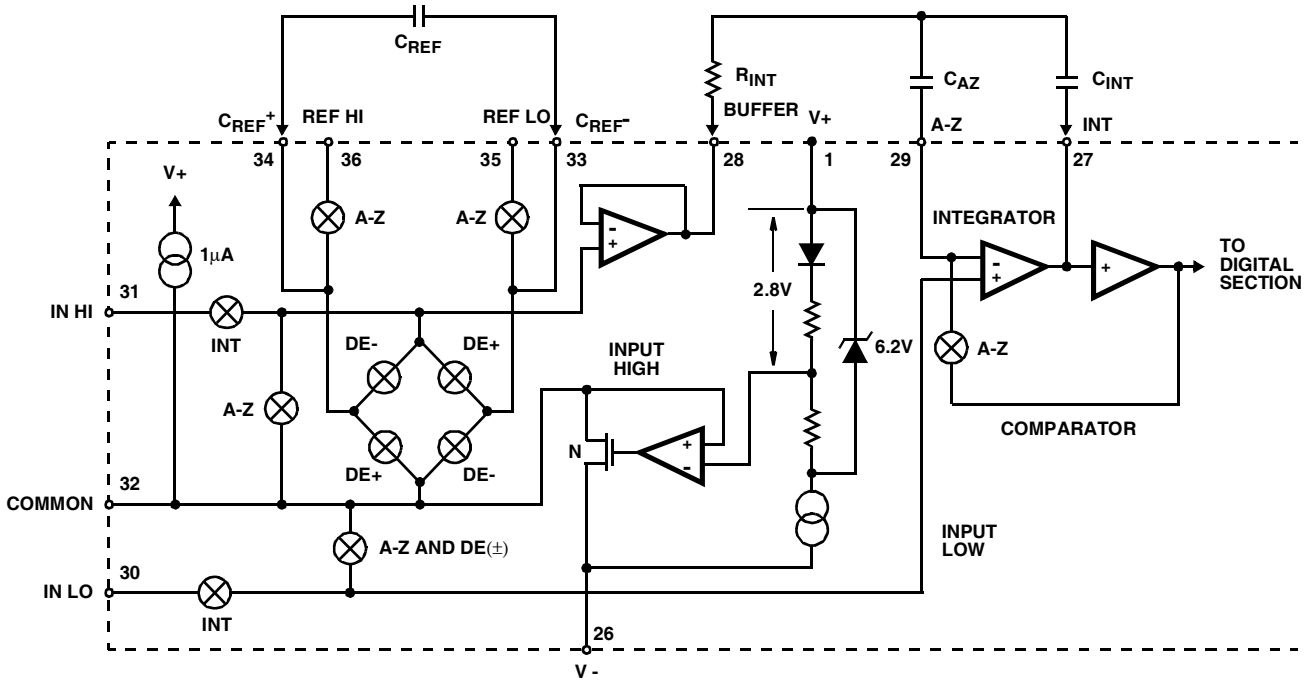 C_REF
R_INT
C_AZ
C_INT
BUFFER
V+
C_REF+
REF HI
REF LO
C_REF-
A-Z
INT
34
36
35
33
28
1
29
27
V+
A-Z
A-Z
-
+
INTEGRATOR
1μA
2.8V
-
+
+
TO
DIGITAL
SECTION
31
IN HI
INT
DE-
DE+
INPUT
HIGH
6.2V
A-Z
A-Z
COMPARATOR
N
+
-
DE+
DE-
32
COMMON
A-Z AND DE(±)
INPUT
LOW
30
IN LO
INT
26
V -